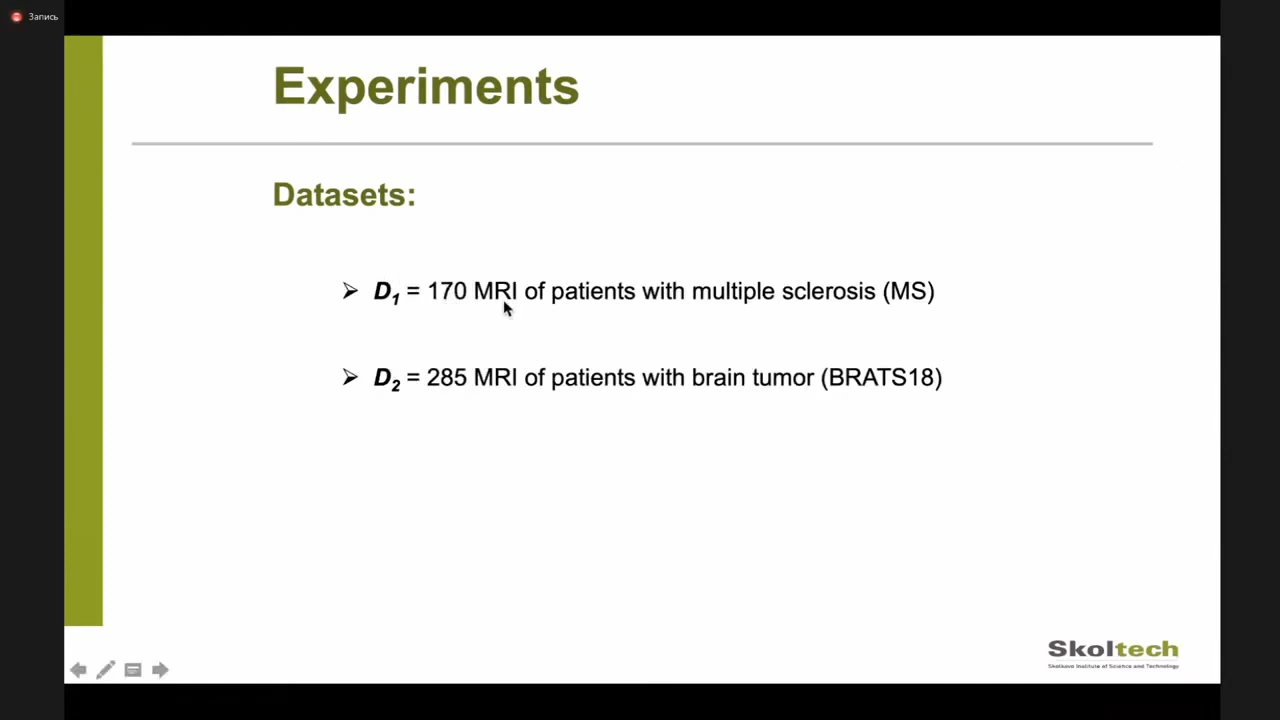 Запись
Experiments
Datasets:
➢ D₁ = 170 MRI of patients with multiple sclerosis (MS)
➢ D₂ = 285 MRI of patients with brain tumor (BRATS18)
Skoltech
Skolkovo Institute of Science and Technology